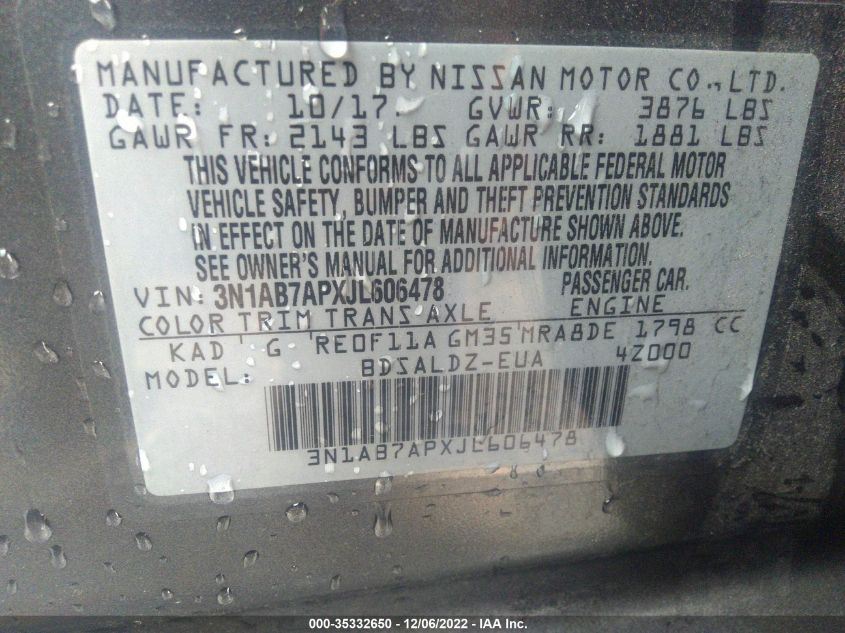 MANUFACTURED BY NISSAN MOTOR CO.,LTD.
DATE: 10/17. GVWR: 3876 LBS
GAWR FR: 2143 LBS GAWR RR: 1881 LBS
THIS VEHICLE CONFORMS TO ALL APPLICABLE FEDERAL MOTOR
VEHICLE SAFETY, BUMPER AND THEFT PREVENTION STANDARDS
IN EFFECT ON THE DATE OF MANUFACTURE SHOWN ABOVE.
SEE OWNER'S MANUAL FOR ADDITIONAL INFORMATION.
VIN: 3N1AB7APXJL606478 PASSENGER CAR.
COLOR TRIM TRANS AXLE ENGINE
KAD G RE0F11A GM35 MRA8DE 1798 CC
MODEL: BDSALDZ-EUA 4Z000
3N1AB7APXJL606478
000-35332650 - 12/06/2022 - IAA Inc.